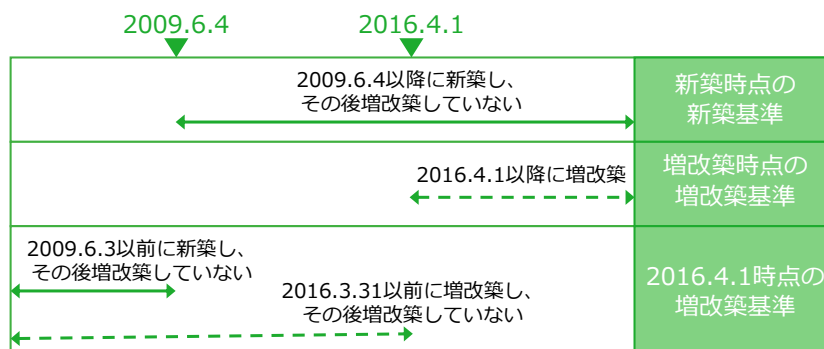 2009.6.4
2016.4.1
2009.6.4以降に新築し、
その後増改築していない
新築時点の
新築基準
2016.4.1以降に増改築
増改築時点の
増改築基準
2009.6.3以前に新築し、
その後増改築していない
2016.3.31以前に増改築し、
その後増改築していない
2016.4.1時点の
増改築基準